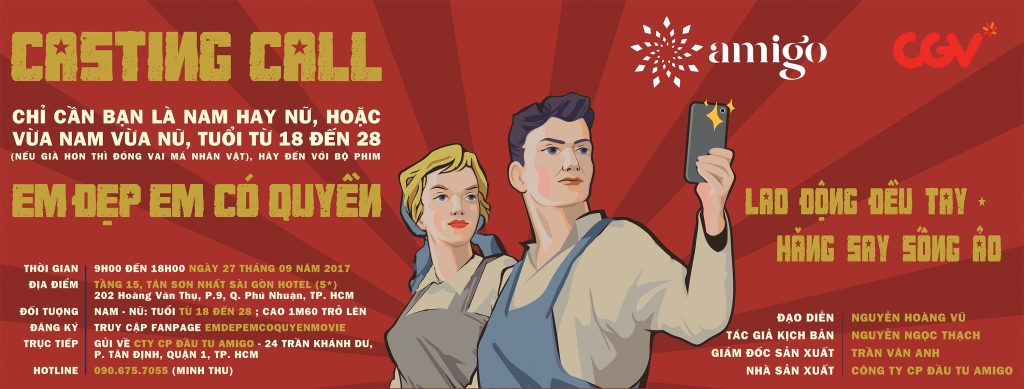 CASTING CALL
CHỈ CẦN BẠN LÀ NAM HAY NỮ, HOẶC
VỪA NAM VỪA NỮ, TUỔI TỪ 18 ĐẾN 28
(NẾU GIÀ HƠN THÌ ĐÓNG VAI MÁ NHÂN VẬT), HÃY ĐẾN VỚI BỘ PHIM
EM ĐẸP EM CÓ QUYỀN
THỜI GIAN 9H00 ĐẾN 18H00 NGÀY 27 THÁNG 09 NĂM 2017
ĐỊA ĐIỂM TẦNG 15, TÂN SƠN NHẤT SÀI GÒN HOTEL (5*)
202 Hoàng Văn Thụ, P.9, Q. Phú Nhuận, TP. HCM
ĐỐI TƯỢNG NAM - NỮ: TUỔI TỪ 18 ĐẾN 28 ; CAO 1M60 TRỞ LÊN
ĐĂNG KÝ TRUY CẬP FANPAGE EMDEPEMCOQUYENMOVIE
TRỰC TIẾP GỬI VỀ CTY CP ĐẦU TƯ AMIGO - 24 TRẦN KHÁNH DƯ,
P. TÂN ĐỊNH, QUẬN 1, TP. HCM
HOTLINE 090.675.7055 (MINH THU)
amigo
CGV
LAO ĐỘNG ĐỀU TAY
HĂNG SAY SỐNG ẢO
ĐẠO DIỄN NGUYỄN HOÀNG VŨ
TÁC GIẢ KỊCH BẢN NGUYỄN NGỌC THẠCH
GIÁM ĐỐC SẢN XUẤT TRẦN VÂN ANH
NHÀ SẢN XUẤT CÔNG TY CP ĐẦU TƯ AMIGO